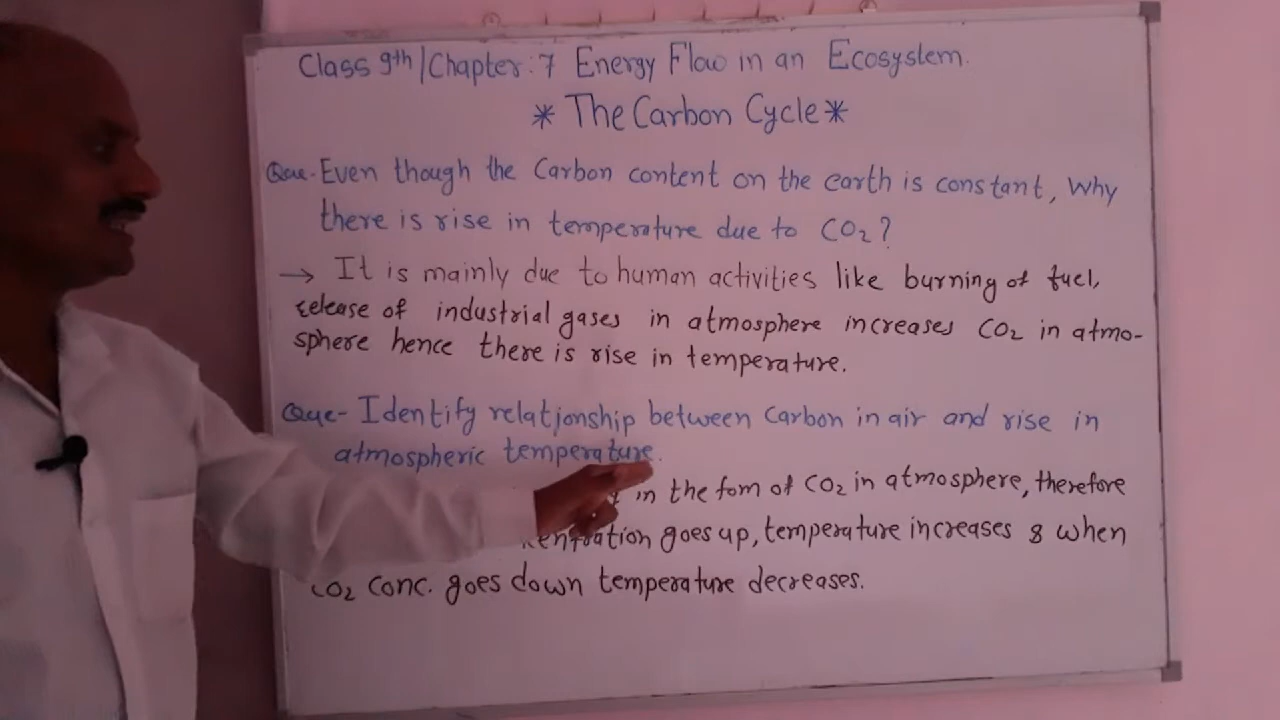 Class 9th/Chapter:7 Energy Flow in an Ecosystem.
* The Carbon Cycle *
Que. Even though the Carbon content on the earth is constant, Why
there is rise in temperature due to CO₂?
→ It is mainly due to human activities like burning of fuel,
release of industrial gases in atmosphere increases CO₂ in atmo-
sphere hence there is rise in temperature.
Que- Identify relationship between Carbon in air and rise in
atmospheric temperature.
in the fom of CO₂ in atmosphere, therefore
goes up, temperature increases & when
CO₂ conc. goes down temperature decreases.